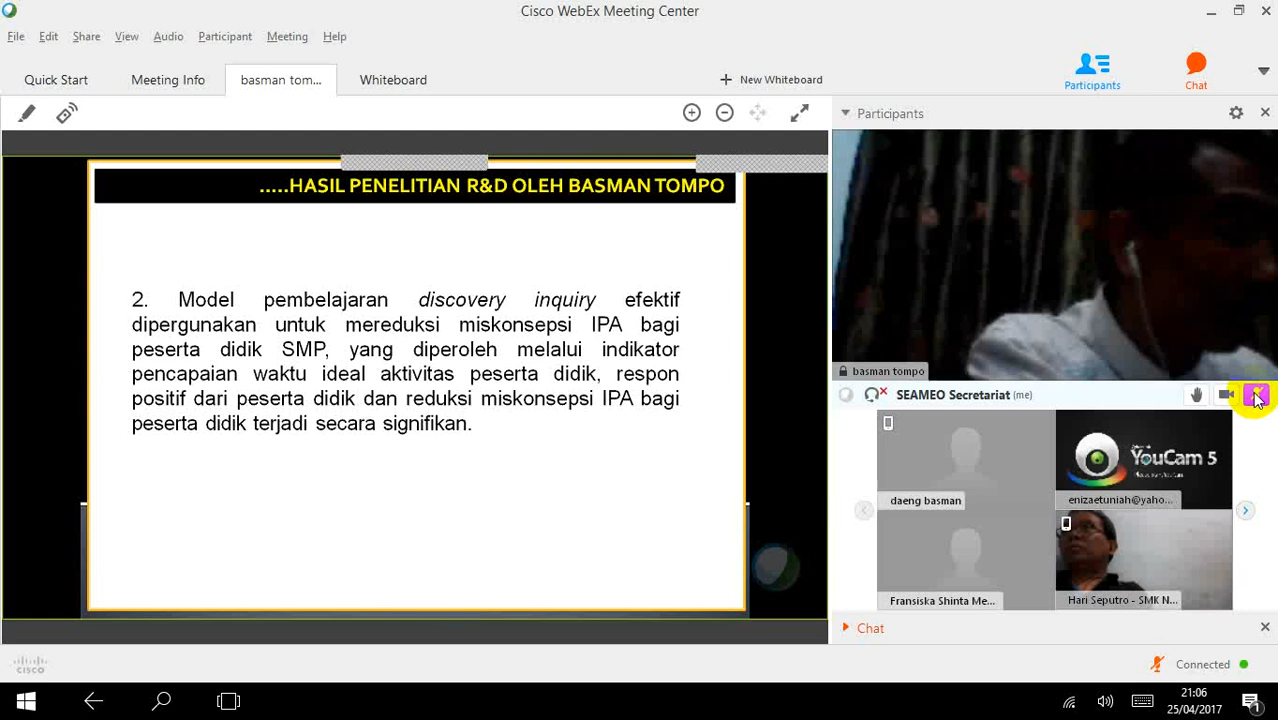 Cisco WebEx Meeting Center
File Edit Share View Audio Participant Meeting Help
Quick Start Meeting Info basman tom... Whiteboard New Whiteboard
Participants Chat
Participants
.....HASIL PENELITIAN R&D OLEH BASMAN TOMPO
2. Model pembelajaran discovery inquiry efektif
dipergunakan untuk mereduksi miskonsepsi IPA bagi
peserta didik SMP, yang diperoleh melalui indikator
pencapaian waktu ideal aktivitas peserta didik, respon
positif dari peserta didik dan reduksi miskonsepsi IPA bagi
peserta didik terjadi secara signifikan.
basman tompo
SEAMEO Secretariat (me)
YouCam 5
daeng basman
enizaetuniah@yaho...
Fransiska Shinta Me...
Hari Seputro - SMK N...
Chat
cisco
Connected
21:06
25/04/2017
1